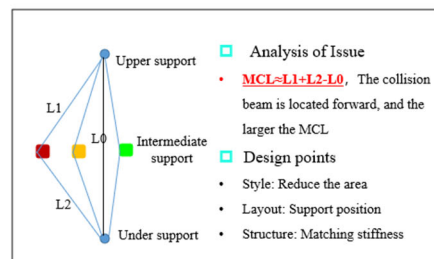 Upper support
L1
L0
Intermediate
support
L2
Under support
Analysis of Issue
• MCL≈L1+L2-L0, The collision
beam is located forward, and the
larger the MCL
Design points
• Style: Reduce the area
• Layout: Support position
• Structure: Matching stiffness